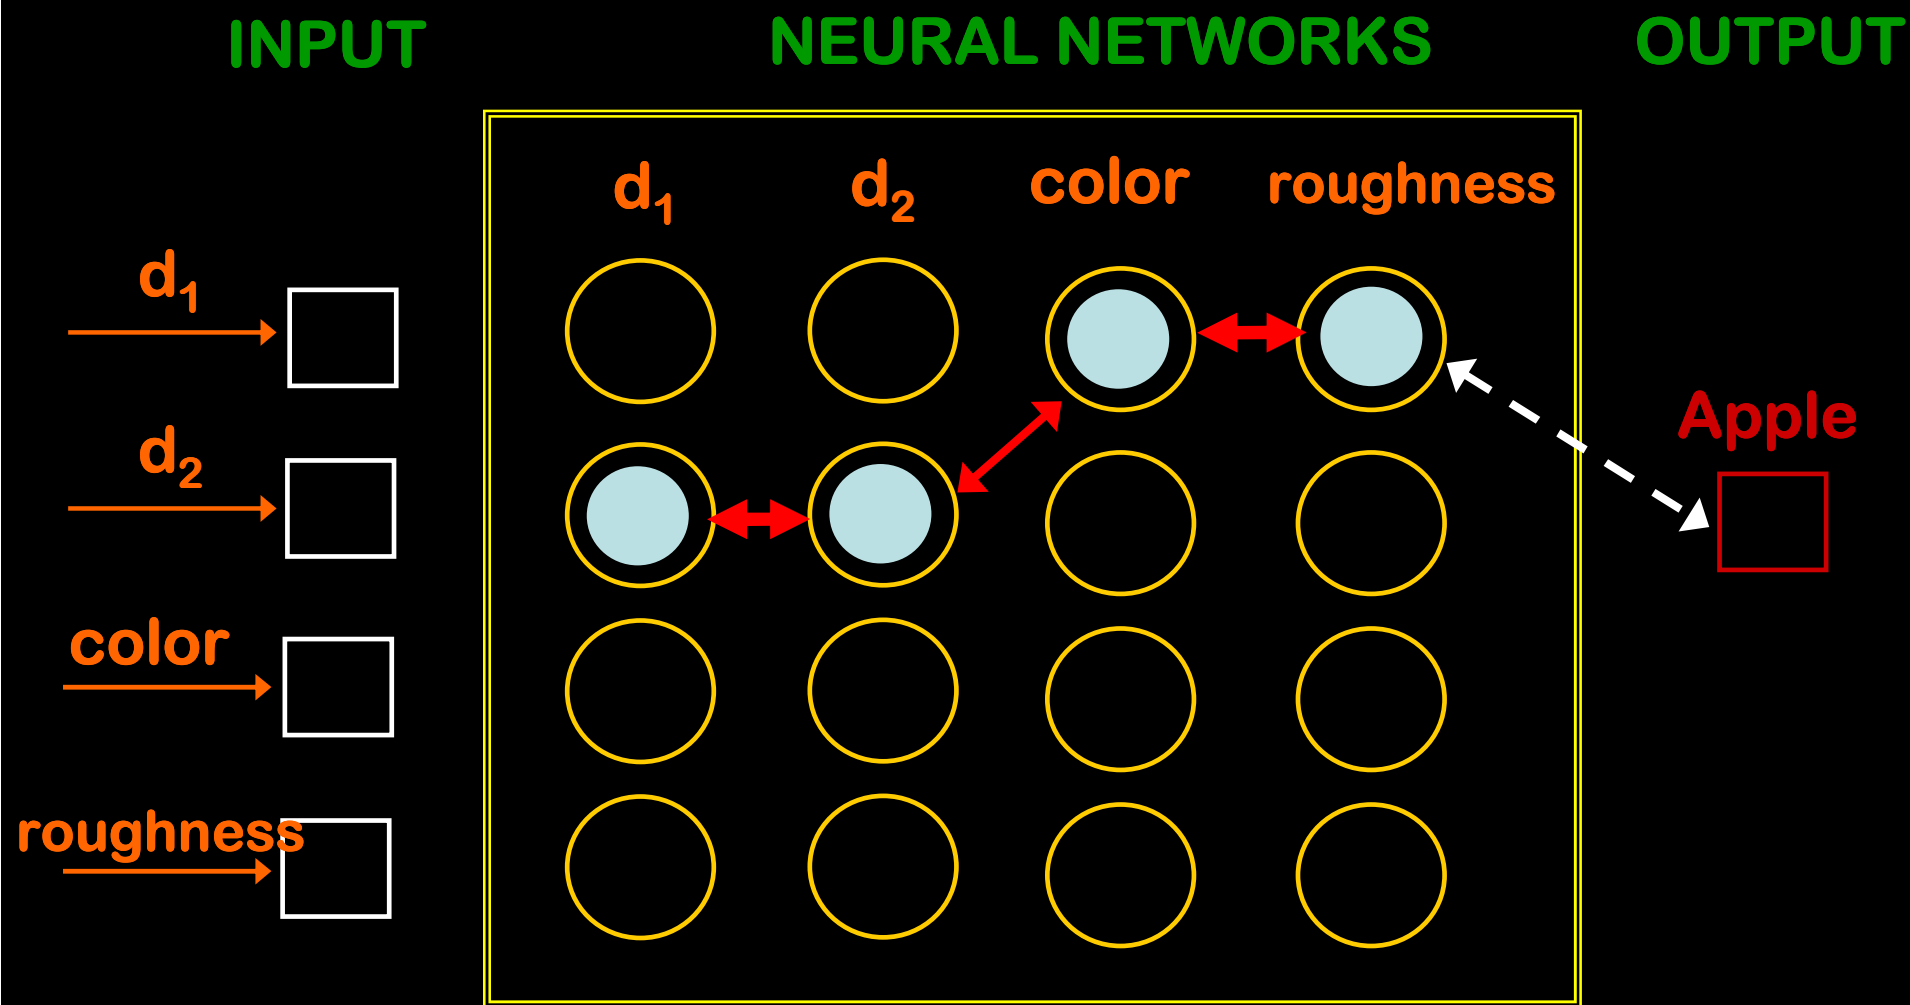 INPUT NEURAL NETWORKS OUTPUT
d1 d2 color roughness
d1
d2
Apple
color
roughness